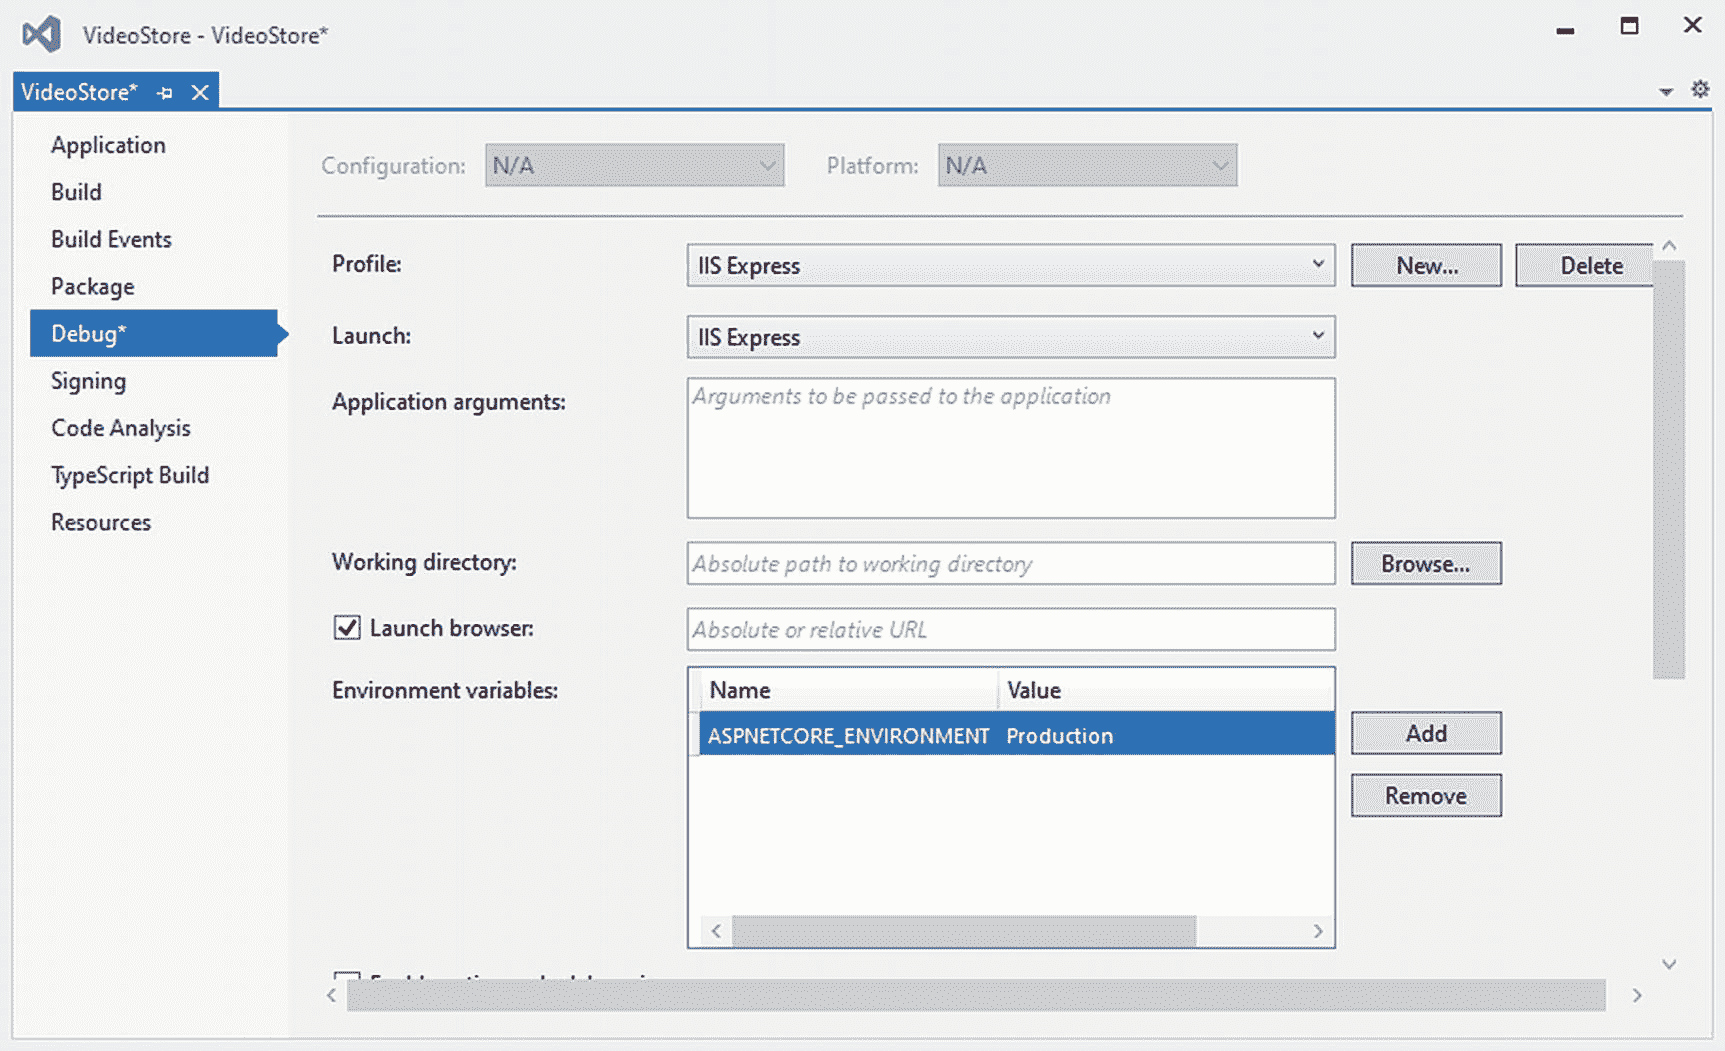 VideoStore - VideoStore*
VideoStore*
Application
Build
Build Events
Package
Debug*
Signing
Code Analysis
TypeScript Build
Resources
Configuration: N/A Platform: N/A
Profile: IIS Express New... Delete
Launch: IIS Express
Application arguments: Arguments to be passed to the application
Working directory: Absolute path to working directory Browse...
Launch browser: Absolute or relative URL
Environment variables: Name Value
ASPNETCORE_ENVIRONMENT Production Add
Remove